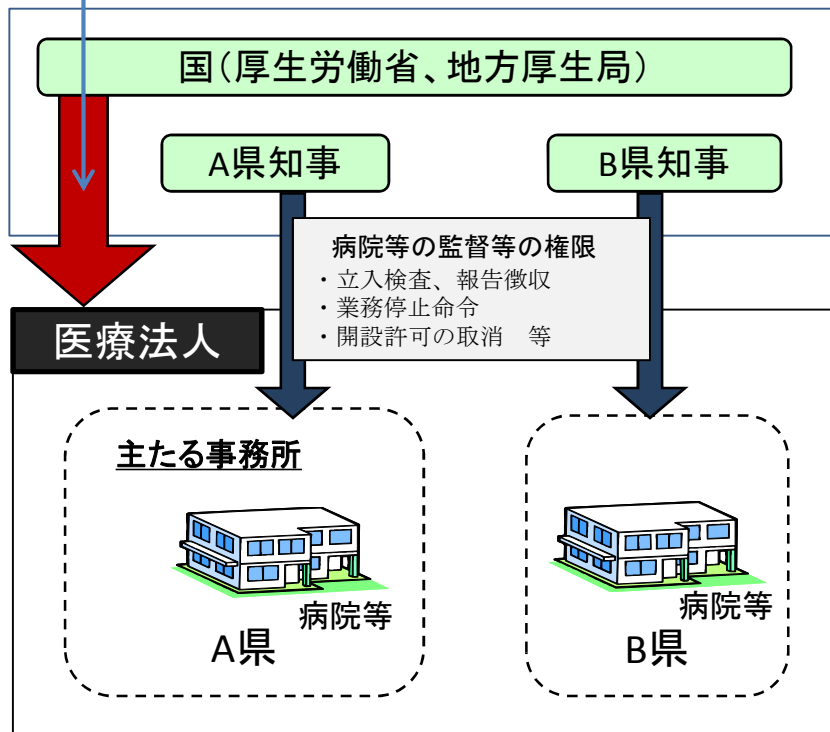 国(厚生労働省、地方厚生局)
A県知事
B県知事
病院等の監督等の権限
・立入検査、報告徴収
・業務停止命令
・開設許可の取消　等
医療法人
主たる事務所
病院等
病院等
A県
B県